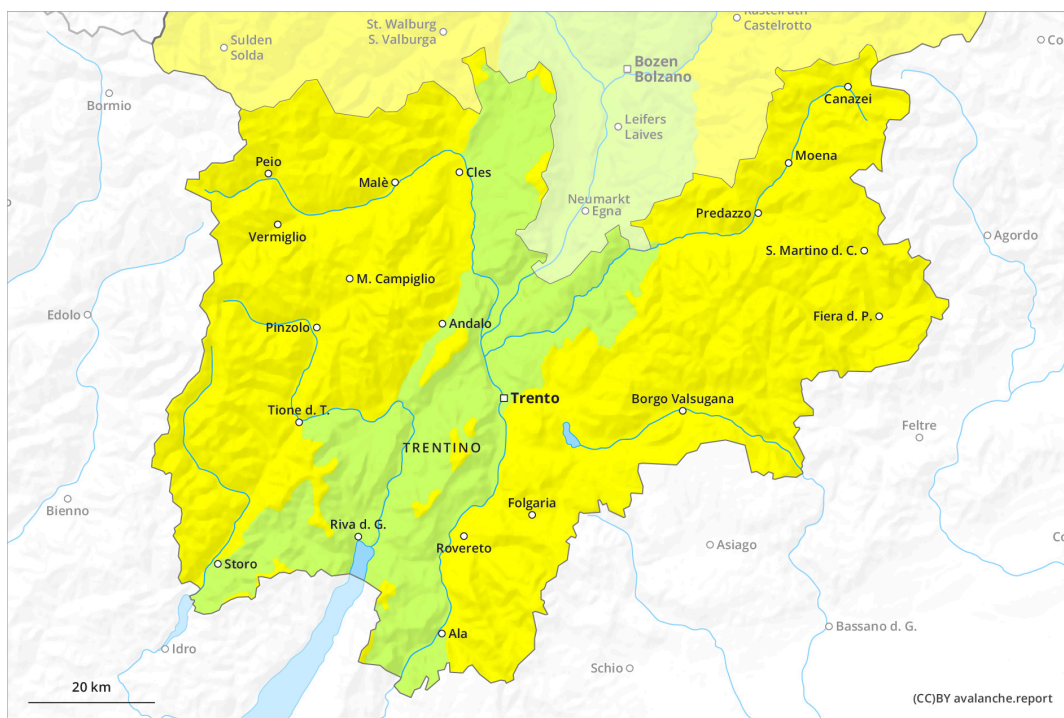 St. Walburg
S. Valburga
Kastelruth
Castelrotto
Sulden
Solda
Bozen
Bolzano
Bormio
Canazei
Leifers
Laives
Moena
Peio
Malè
Cles
Neumarkt
Egna
Predazzo
Vermiglio
S. Martino d. C.
Agordo
M. Campiglio
Edolo
Pinzolo
Andalo
Fiera d. P.
Trento
Borgo Valsugana
Tione d. T.
Feltre
TRENTINO
Bienno
Folgaria
Riva d. G.
Rovereto
Asiago
Storo
Ala
Bassano d. G.
Idro
Schio
20 km
(CC)BY avalanche.report